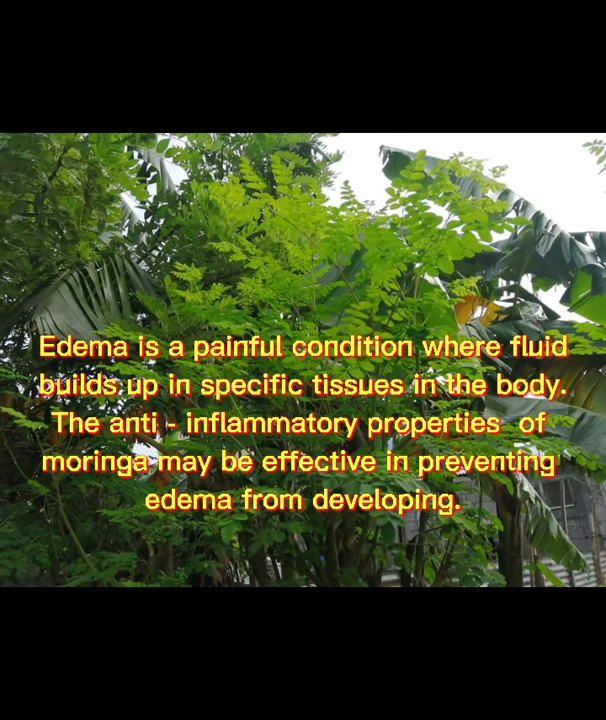 Edema is a painful condition where fluid
builds up in specific tissues in the body.
The anti - inflammatory properties  of
moringa may be effective in preventing
edema from developing.